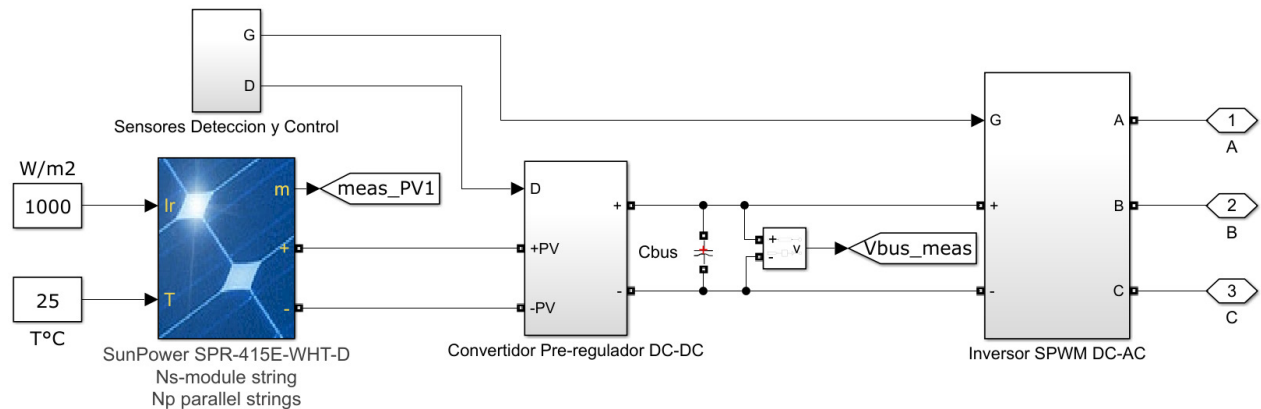 G
D
Sensores Deteccion y Control
W/m2
1000
Ir
m
meas_PV1
+
25
T
-
T°C
SunPower SPR-415E-WHT-D
Ns-module string
Np parallel strings
D
+
+PV
-
-PV
Convertidor Pre-regulador DC-DC
Cbus
+
-
v
Vbus_meas
G
A
+
B
-
C
Inversor SPWM DC-AC
1
A
2
B
3
C